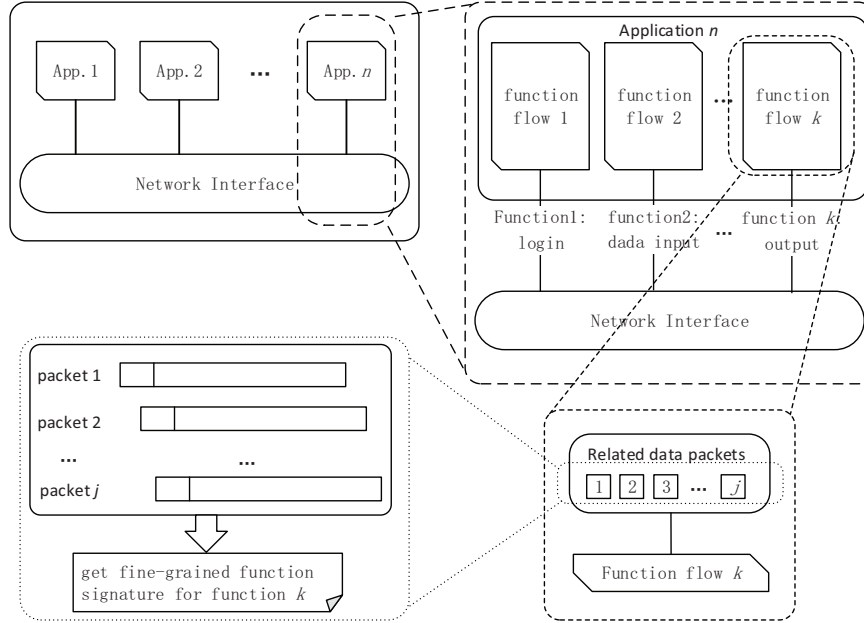 App.1
App.2
...
App.n
Network Interface
Application n
function
flow 1
function
flow 2
...
function
flow k
Function1:
login
function2:
dada input
...
function k:
output
Network Interface
packet 1
packet 2
...
...
packet j
get fine-grained function
signature for function k
Related data packets
1 2 3 ... j
Function flow k